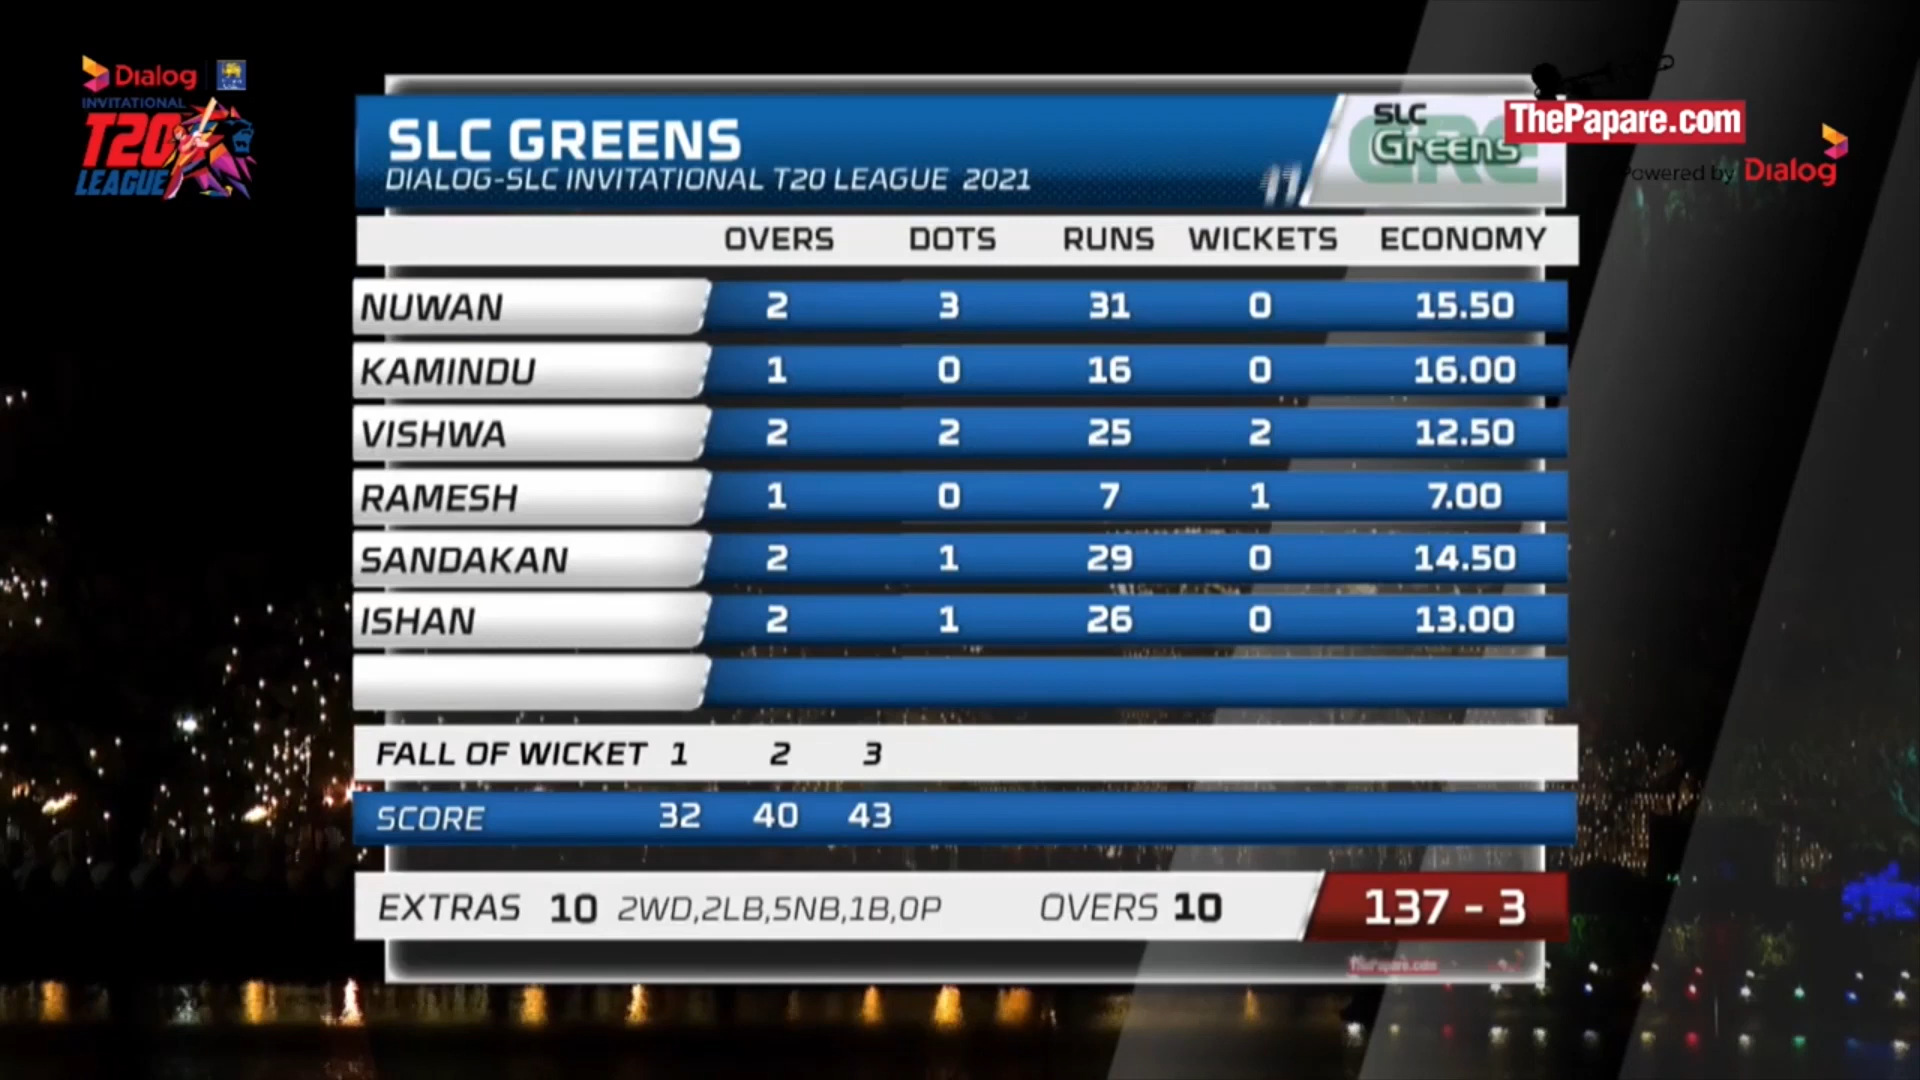 Dialog
INVITATIONAL
T20
LEAGUE
SLC GREENS
DIALOG-SLC INVITATIONAL T20 LEAGUE 2021
SLC
Greens
ThePapare.com
Powered by Dialog
OVERS DOTS RUNS WICKETS ECONOMY
NUWAN 2 3 31 0 15.50
KAMINDU 1 0 16 0 16.00
VISHWA 2 2 25 2 12.50
RAMESH 1 0 7 1 7.00
SANDAKAN 2 1 29 0 14.50
ISHAN 2 1 26 0 13.00
FALL OF WICKET 1 2 3
SCORE 32 40 43
EXTRAS 10 2WD,2LB,5NB,1B,0P OVERS 10 137 - 3
ThePapare.com